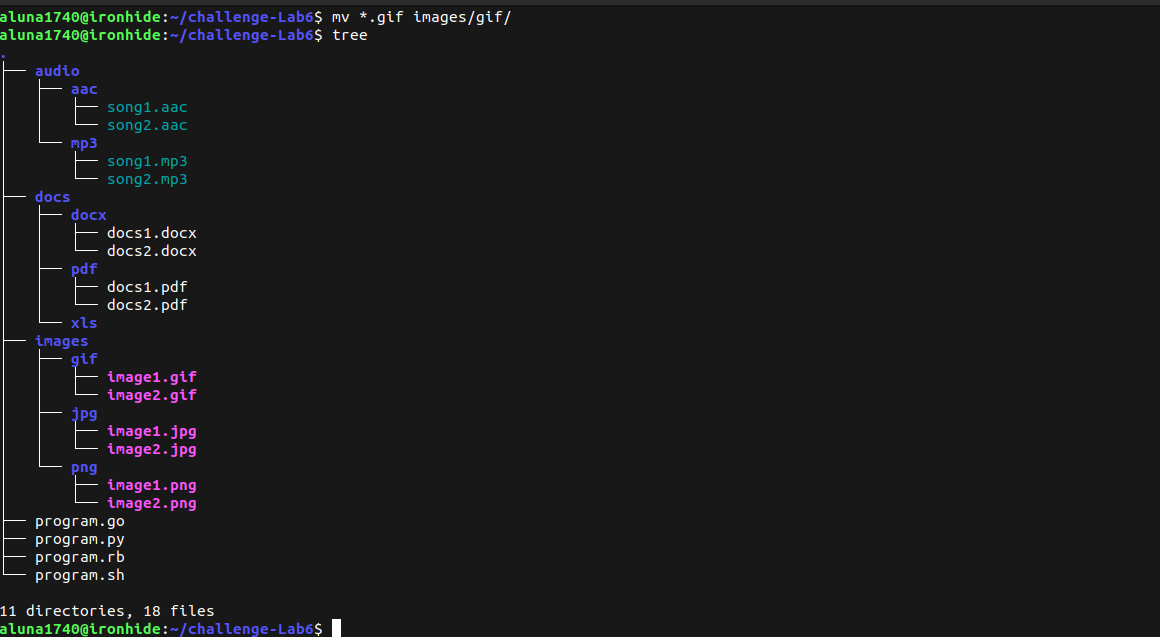 aluna1740@ironhide:~/challenge-Lab6$ mv *.gif images/gif/
aluna1740@ironhide:~/challenge-Lab6$ tree
.
├── audio
│   ├── aac
│   │   ├── song1.aac
│   │   └── song2.aac
│   └── mp3
│       ├── song1.mp3
│       └── song2.mp3
├── docs
│   ├── docx
│   │   ├── docs1.docx
│   │   └── docs2.docx
│   ├── pdf
│   │   ├── docs1.pdf
│   │   └── docs2.pdf
│   └── xls
├── images
│   ├── gif
│   │   ├── image1.gif
│   │   └── image2.gif
│   ├── jpg
│   │   ├── image1.jpg
│   │   └── image2.jpg
│   └── png
│       ├── image1.png
│       └── image2.png
├── program.go
├── program.py
├── program.rb
└── program.sh
11 directories, 18 files
aluna1740@ironhide:~/challenge-Lab6$